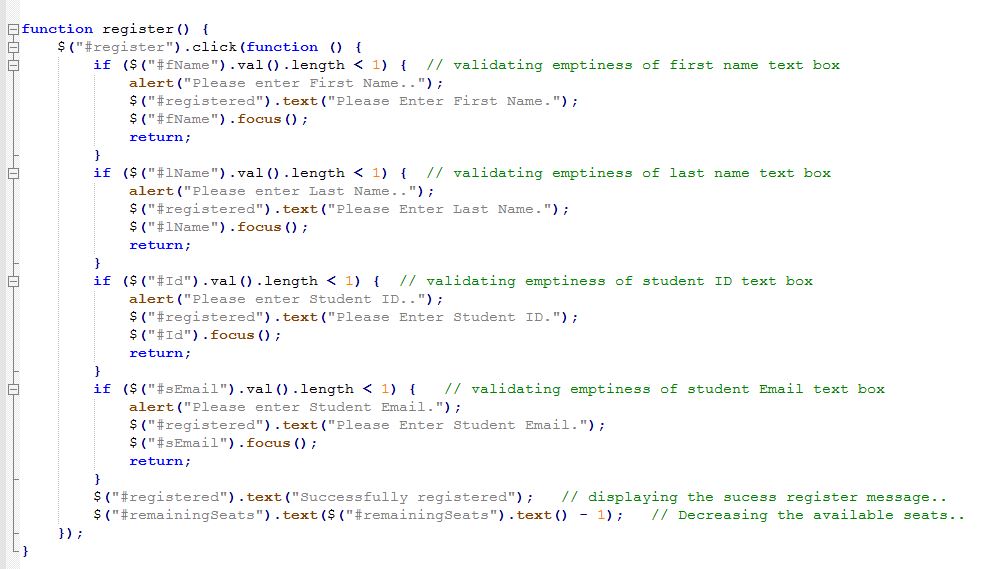 function register() {
$("#register").click(function () {
if ($("#fName").val().length < 1) {  // validating emptiness of first name text box
alert("Please enter First Name..");
$("#registered").text("Please Enter First Name.");
$("#fName").focus();
return;
}
if ($("#lName").val().length < 1) {  // validating emptiness of last name text box
alert("Please enter Last Name..");
$("#registered").text("Please Enter Last Name.");
$("#lName").focus();
return;
}
if ($("#Id").val().length < 1) {  // validating emptiness of student ID text box
alert("Please enter Student ID..");
$("#registered").text("Please Enter Student ID.");
$("#Id").focus();
return;
}
if ($("#sEmail").val().length < 1) {   // validating emptiness of student Email text box
alert("Please enter Student Email.");
$("#registered").text("Please Enter Student Email.");
$("#sEmail").focus();
return;
}
$("#registered").text("Successfully registered");   // displaying the sucess register message..
$("#remainingSeats").text($("#remainingSeats").text() - 1);   // Decreasing the available seats..
});
}